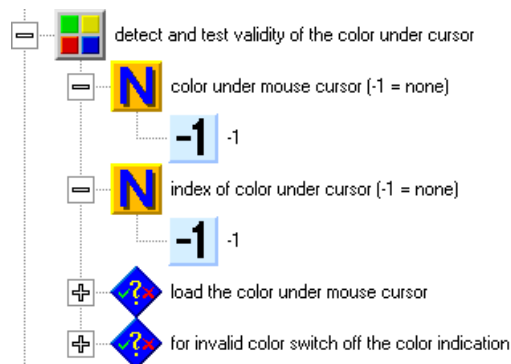 detect and test validity of the color under cursor
N color under mouse cursor (-1 = none)
-1 -1
N index of color under cursor (-1 = none)
-1 -1
? load the color under mouse cursor
? for invalid color switch off the color indication